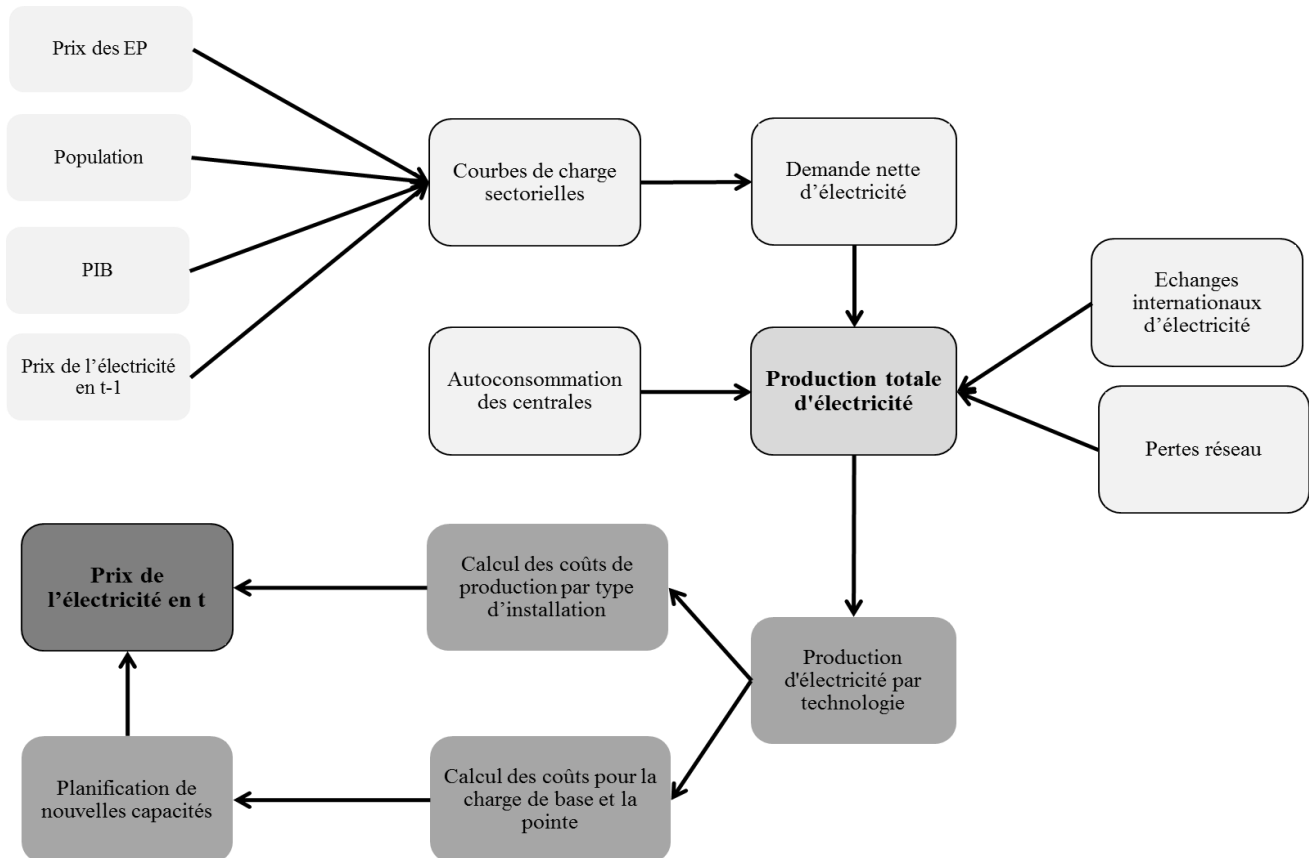 Prix des EP
Population
PIB
Prix de l’électricité
en t-1
Courbes de charge
sectorielles
Demande nette
d’électricité
Echanges
internationaux
d’électricité
Autoconsommation
des centrales
Production totale
d'électricité
Pertes réseau
Prix de
l’électricité en t
Calcul des coûts de
production par type
d’installation
Production
d'électricité par
technologie
Planification de
nouvelles capacités
Calcul des coûts pour la
charge de base et la
pointe